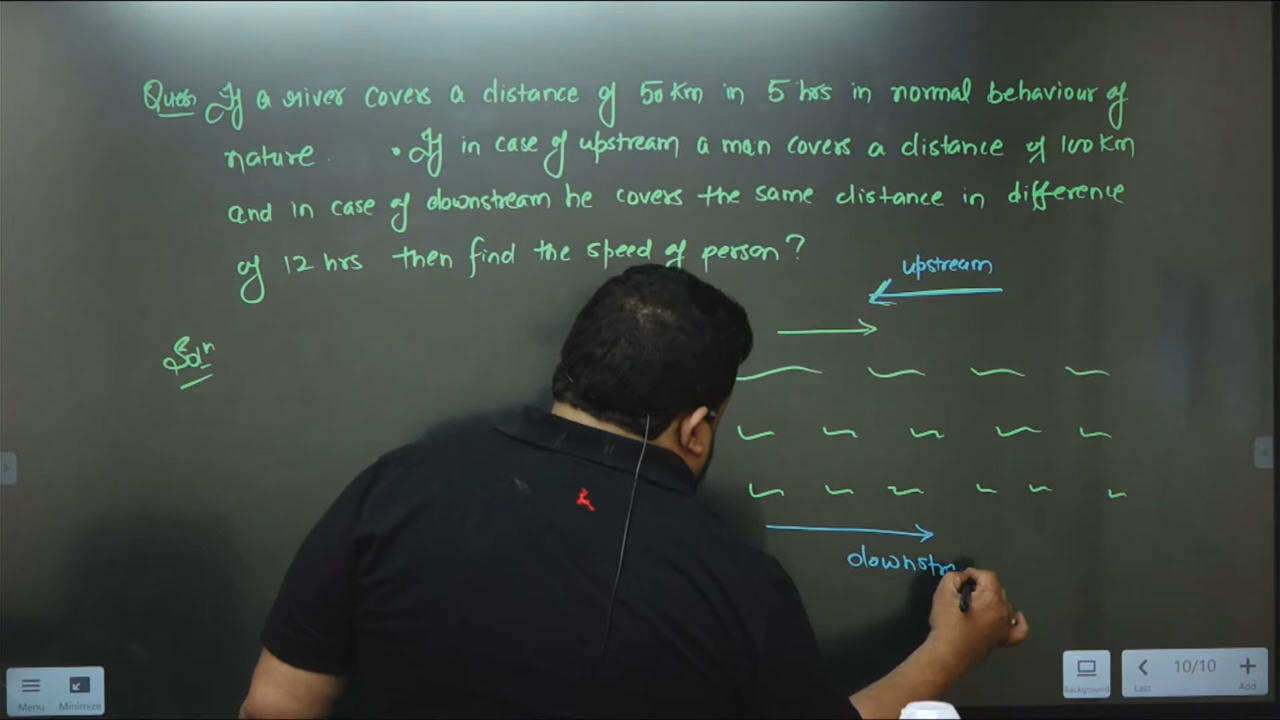 Ques If a river covers a distance of 50 km in 5 hrs in normal behaviour of
nature. • If in case of upstream a man covers a distance of 100 km
and in case of downstream he covers the same distance in difference
of 12 hrs then find the speed of person?
upstream
Solⁿ
downstr
Menu
Minimize
Background
Last
10/10
Add